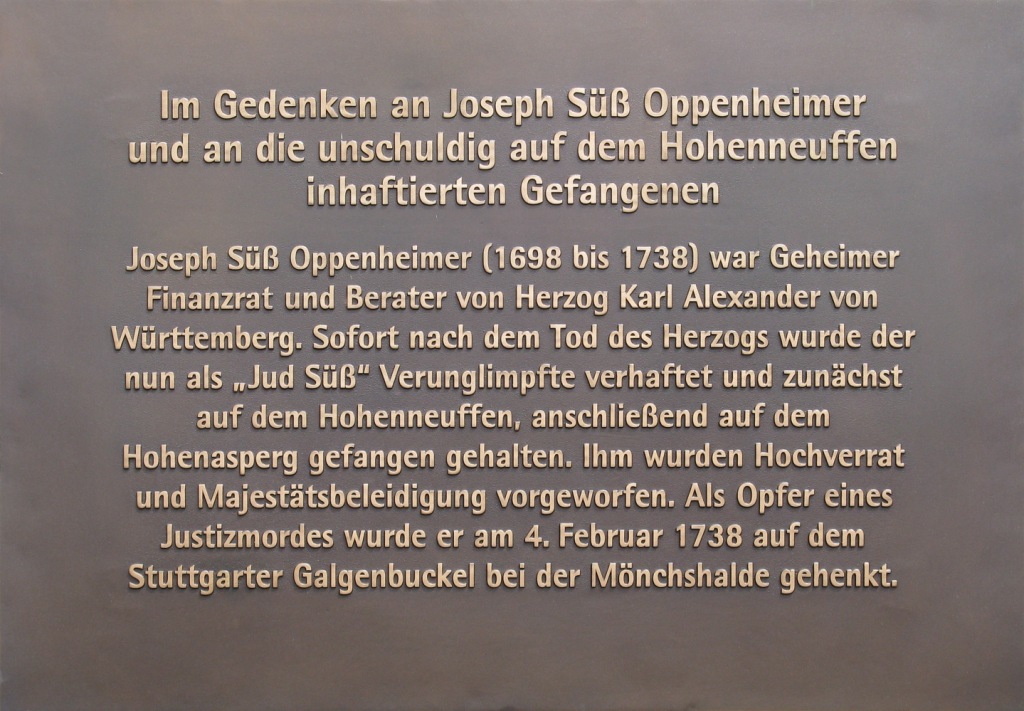 Im Gedenken an Joseph Süß Oppenheimer
und an die unschuldig auf dem Hohenneuffen
inhaftierten Gefangenen
Joseph Süß Oppenheimer (1698 bis 1738) war Geheimer
Finanzrat und Berater von Herzog Karl Alexander von
Württemberg. Sofort nach dem Tod des Herzogs wurde der
nun als „Jud Süß“ Verunglimpfte verhaftet und zunächst
auf dem Hohenneuffen, anschließend auf dem
Hohenasperg gefangen gehalten. Ihm wurden Hochverrat
und Majestätsbeleidigung vorgeworfen. Als Opfer eines
Justizmordes wurde er am 4. Februar 1738 auf dem
Stuttgarter Galgenbuckel bei der Mönchshalde gehenkt.